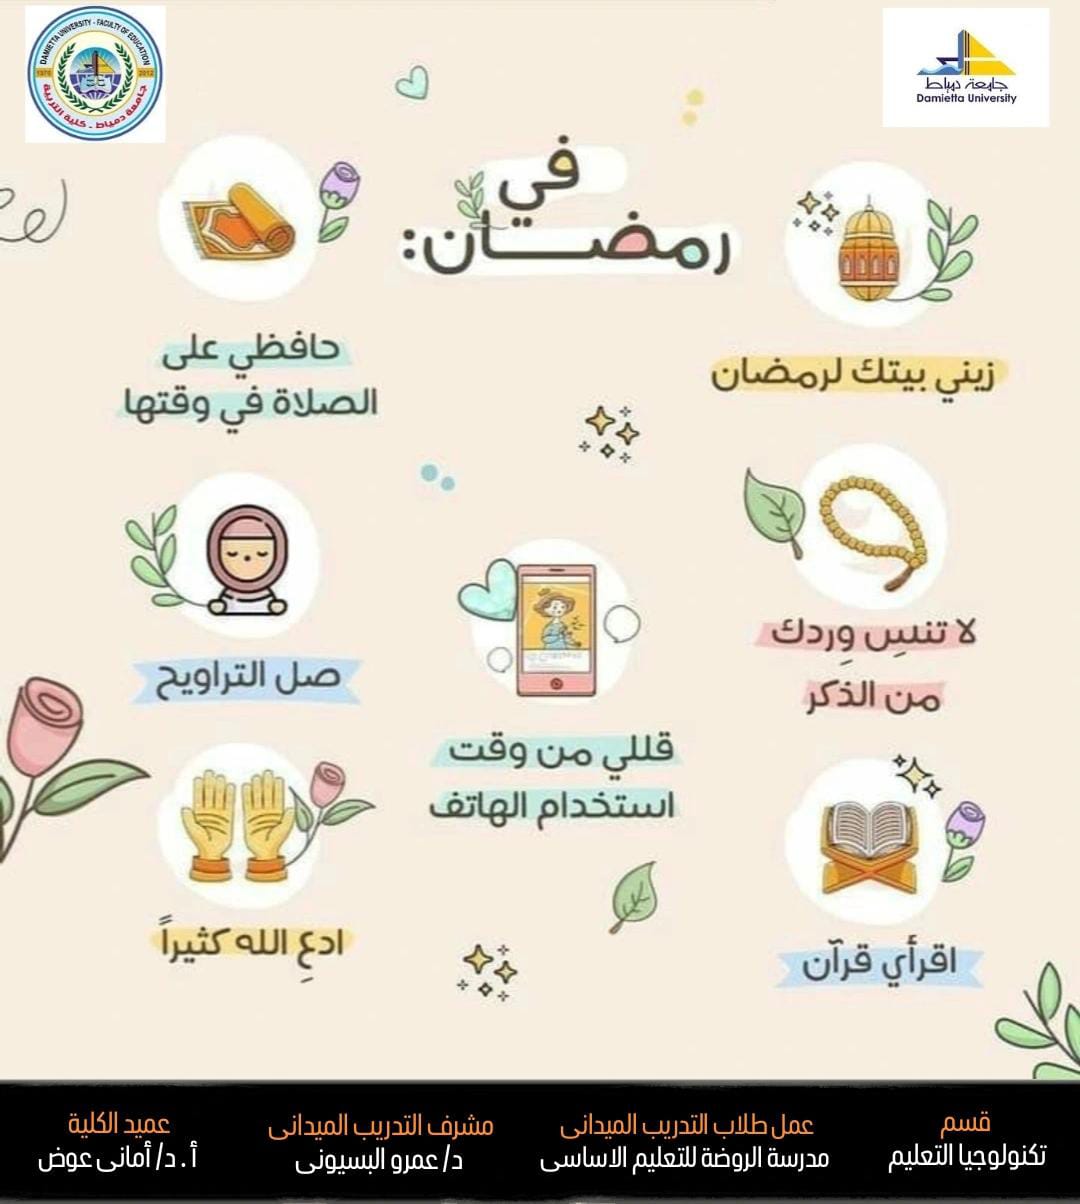 DAMIETTA UNIVERSITY - FACULTY OF EDUCATION
1976
2012
جامعة دمياط - كلية التربية
جامعة دمياط
Damietta University
في
رمضان:
زيني بيتك لرمضان
حافظي على
الصلاة في وقتها
لا تنسِ وِردك
من الذكر
صل التراويح
قللي من وقت
استخدام الهاتف
اقرأي قرآن
ادعِ الله كثيراً
قسم
تكنولوجيا التعليم
عمل طلاب التدريب الميدانى
مدرسة الروضة للتعليم الاساسى
مشرف التدريب الميدانى
د/ عمرو البسيونى
عميد الكلية
أ . د/ أمانى عوض